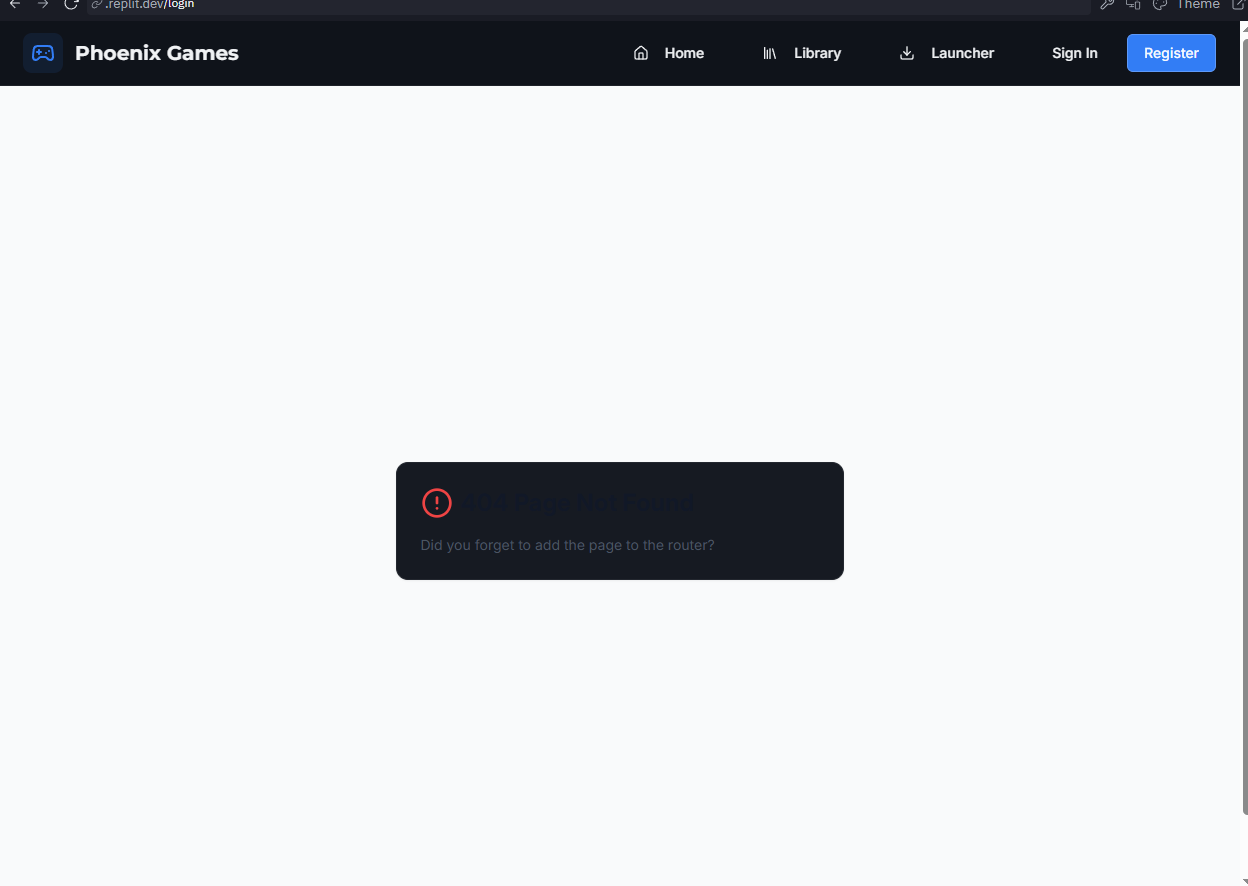 .replit.dev/login
Theme
Phoenix Games
Home
Library
Launcher
Sign In
Register
404 Page Not Found
Did you forget to add the page to the router?